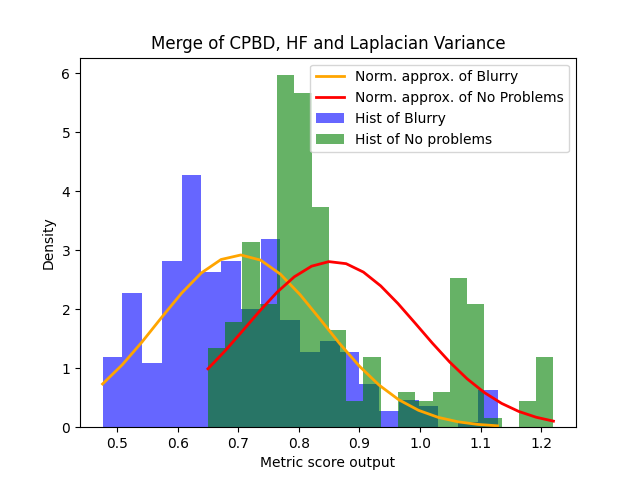 Merge of CPBD, HF and Laplacian Variance
Norm. approx. of Blurry
Norm. approx. of No Problems
Hist of Blurry
Hist of No problems
Density
6
5
4
3
2
1
0
0.5 0.6 0.7 0.8 0.9 1.0 1.1 1.2
Metric score output